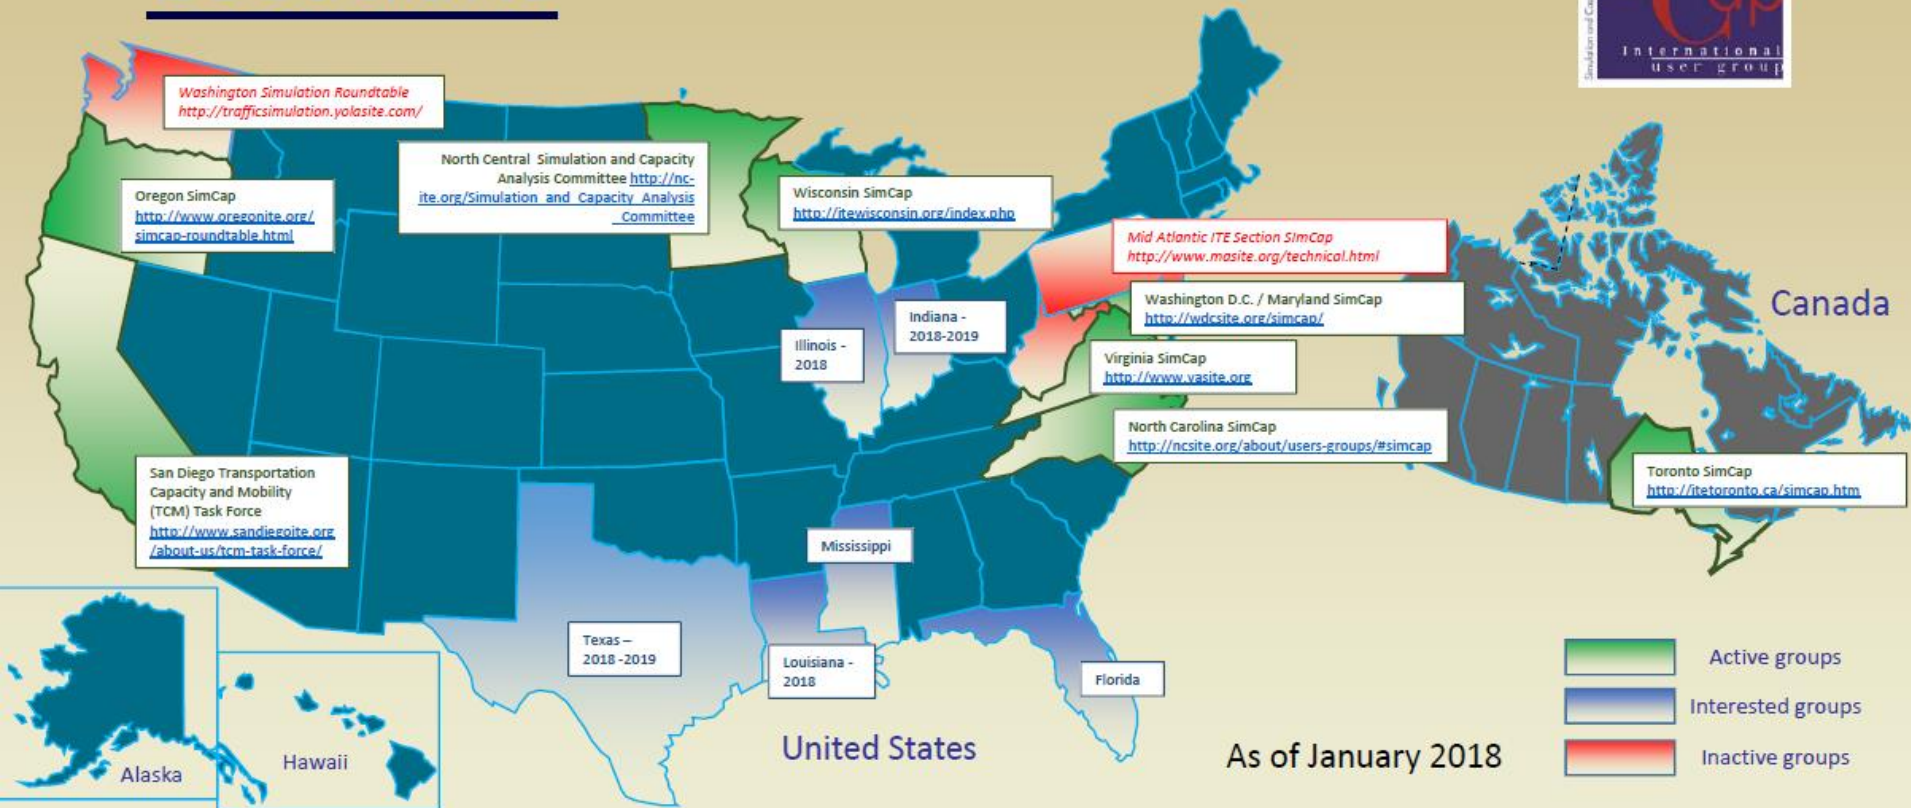 International
user group
Washington Simulation Roundtable
http://trafficsimulation.yolasite.com/
North Central Simulation and Capacity
Analysis Committee http://nc-
ite.org/Simulation_and_Capacity_Analysis
_Committee
Oregon SimCap
http://www.oregonite.org/
simcap-roundtable.html
Wisconsin SimCap
http://itewisconsin.org/index.php
Mid Atlantic ITE Section SimCap
http://www.masite.org/technical.html
Washington D.C. / Maryland SimCap
http://wdcsite.org/simcap/
Canada
Indiana -
2018-2019
Illinois -
2018
Virginia SimCap
http://www.vasite.org
North Carolina SimCap
http://ncsite.org/about/users-groups/#simcap
San Diego Transportation
Capacity and Mobility
(TCM) Task Force
http://www.sandiegoite.org
/about-us/tcm-task-force/
Toronto SimCap
http://itetoronto.ca/simcap.htm
Mississippi
Texas –
2018 -2019
Louisiana -
2018
Florida
Active groups
Interested groups
Inactive groups
United States
As of January 2018
Alaska
Hawaii